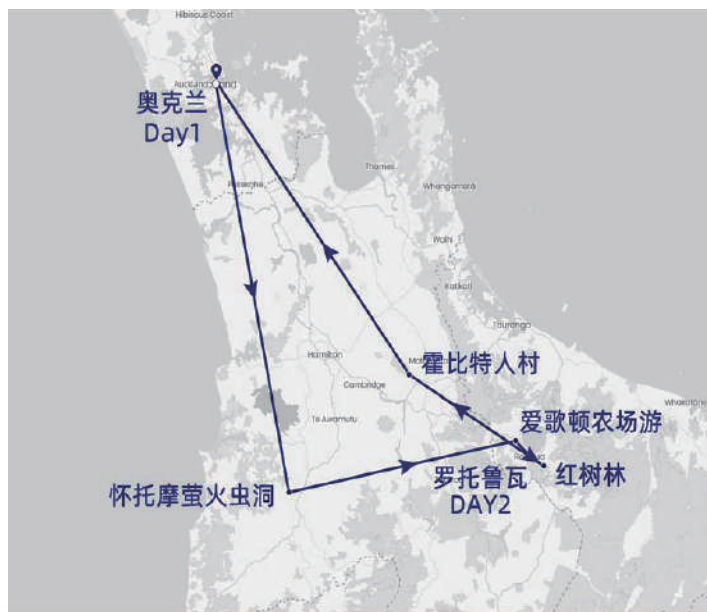 Hibiscus Coast
奥克兰
Day1
Thames
Whangamatā
Waihi
Katikati
Tauranga
Hamilton
霍比特人村
Cambridge
Te Awamutu
爱歌顿农场游
怀托摩萤火虫洞
罗托鲁瓦
DAY2
红树林